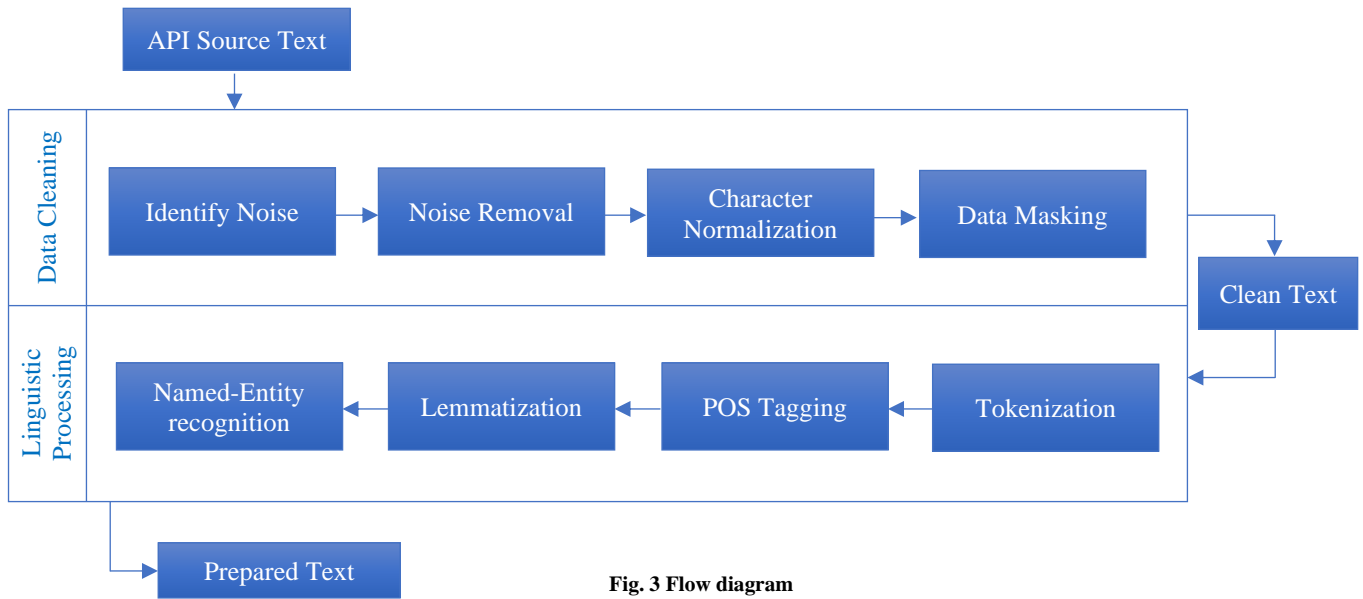 API Source Text
Data Cleaning
Identify Noise
Noise Removal
Character
Normalization
Data Masking
Clean Text
Linguistic
Processing
Named-Entity
recognition
Lemmatization
POS Tagging
Tokenization
Prepared Text
Fig. 3 Flow diagram